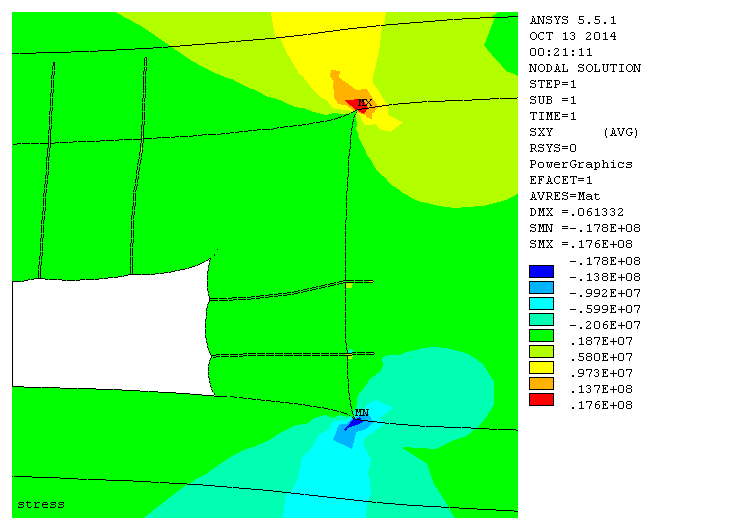 ANSYS 5.5.1
OCT 13 2014
00:21:11
NODAL SOLUTION
STEP=1
SUB =1
TIME=1
SXY (AVG)
RSYS=0
PowerGraphics
EFACET=1
AVRES=Mat
DMX =.061332
SMN =-.178E+08
SMX =.176E+08
-.178E+08
-.138E+08
-.992E+07
-.599E+07
-.206E+07
.187E+07
.580E+07
.973E+07
.137E+08
.176E+08
MX
MN
stress